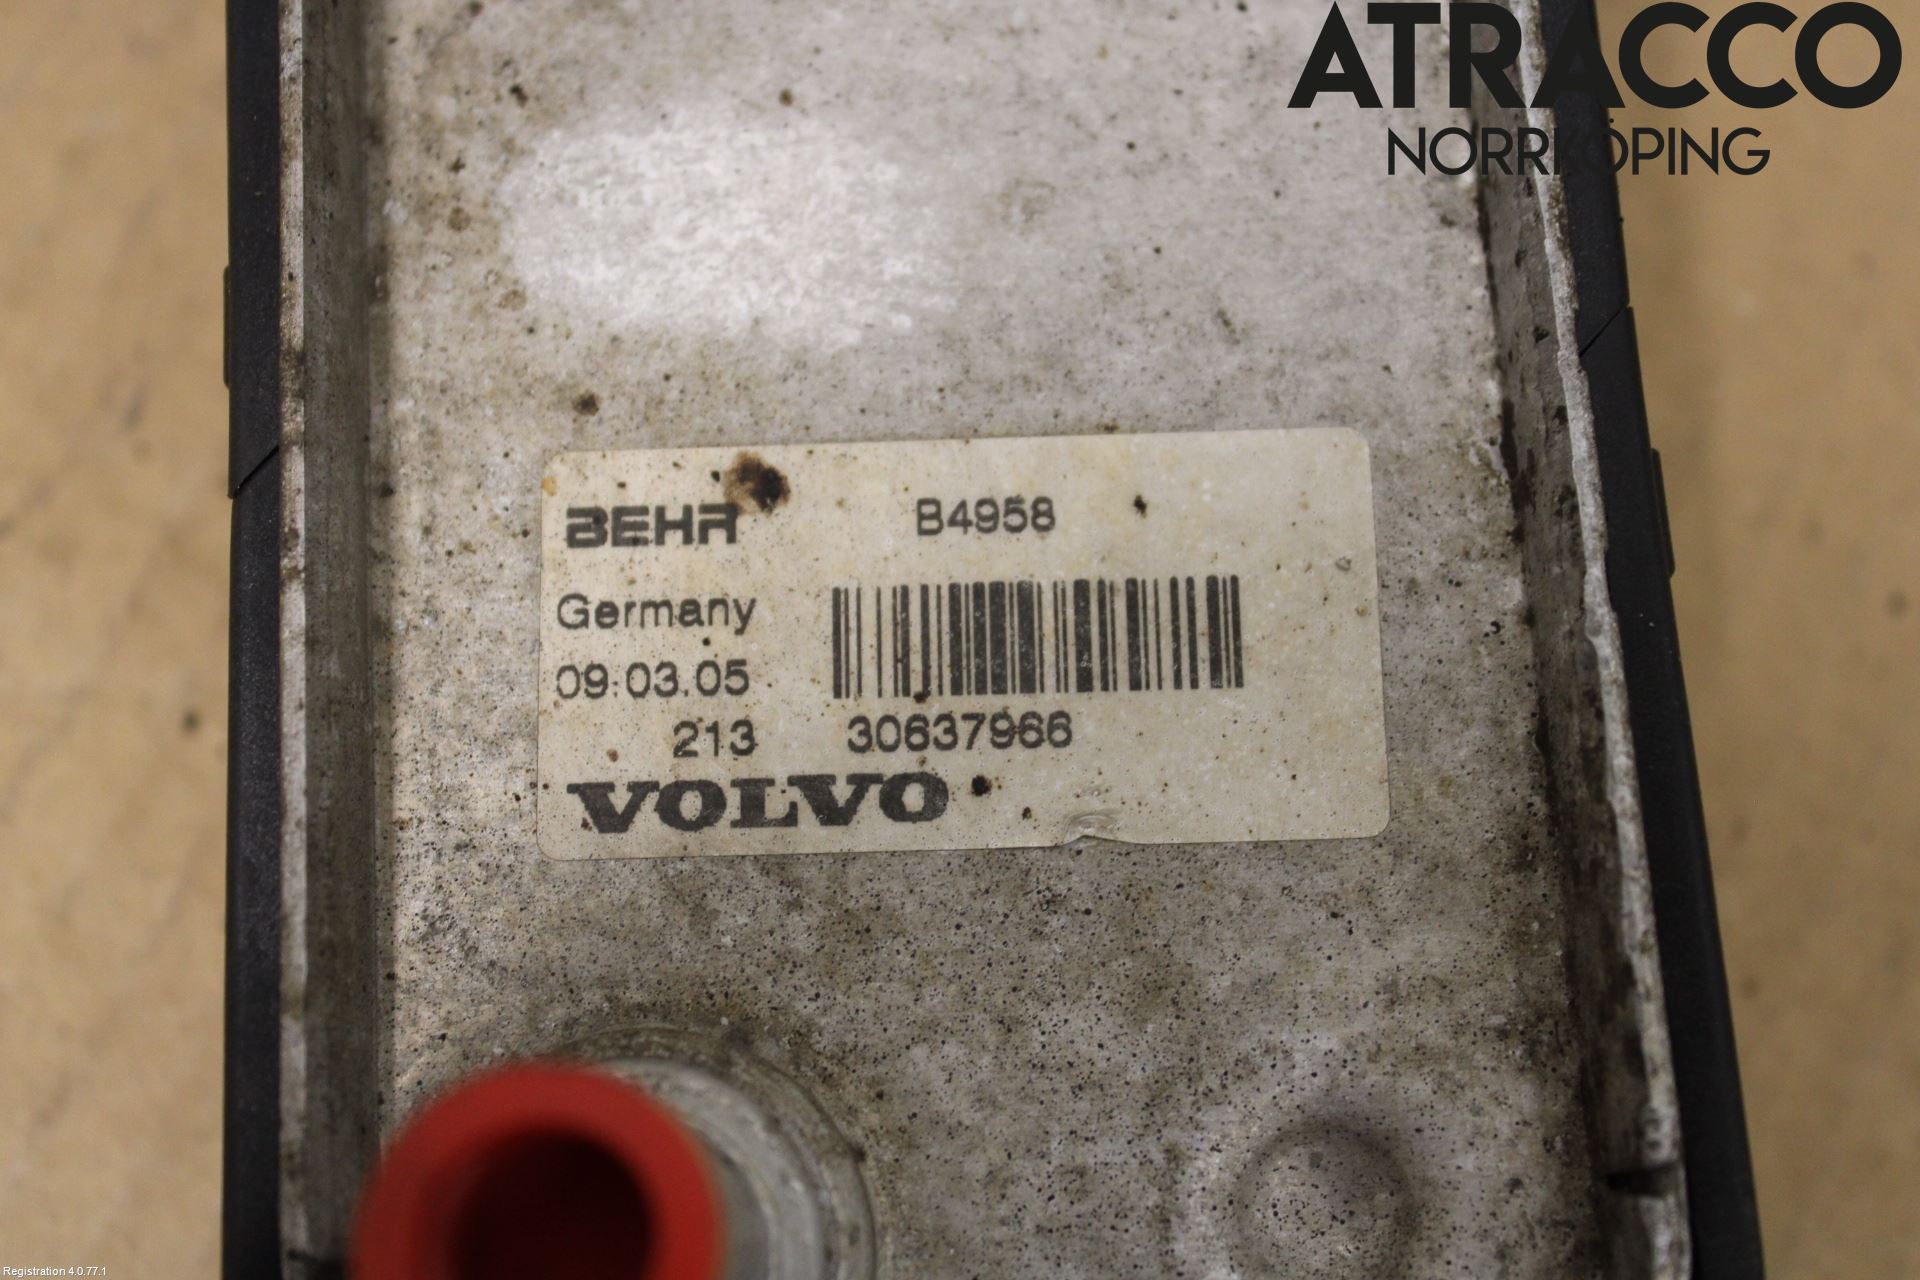 ATRACCO
NORRKÖPING
BEHR B4958
Germany
09.03.05
213 30637966
VOLVO
Registration 4.0.77.1